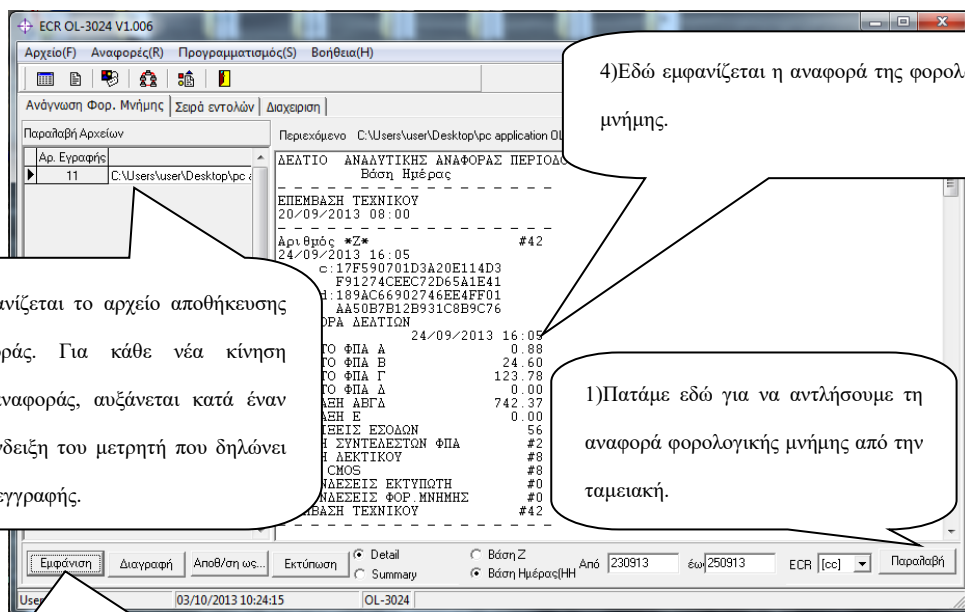 ECR OL-3024 V1.006
Αρχείο(F) Αναφορές(R) Προγραμματισμός(S) Βοήθεια(H)
Ανάγνωση Φορ. Μνήμης Σειρά εντολών Διαχειριση
Παραλαβή Αρχείων
Αρ. Εγραφής
11 C:\Users\user\Desktop\pc
Περιεχόμενο C:\Users\user\Desktop\pc application OL
ΔΕΛΤΙΟ ΑΝΑΛΥΤΙΚΗΣ ΑΝΑΦΟΡΑΣ ΠΕΡΙΟΔΟ
Βάση Ημέρας
ΕΠΕΜΒΑΣΗ ΤΕΧΝΙΚΟΥ
20/09/2013 08:00
Αριθμός *Z* #42
24/09/2013 16:05
c:17F590701D3A20E114D3
F91274CEEC72D65A1E41
d:189AC66902746EE4FF01
AA50B7B12B931C8B9C76
ΟΡΑ ΔΕΛΤΙΩΝ
24/09/2013 16:05
ΤΟ ΦΠΑ Α 0.88
ΤΟ ΦΠΑ Β 24.60
ΤΟ ΦΠΑ Γ 123.78
ΤΟ ΦΠΑ Δ 0.00
ΑΞΗ ΑΒΓΔ 742.37
ΑΞΗ Ε 0.00
ΙΞΕΙΣ ΕΣΟΔΩΝ 56
Η ΣΥΝΤΕΛΕΣΤΩΝ ΦΠΑ #2
Η ΔΕΚΤΙΚΟΥ #8
CMOS #8
ΝΔΕΣΕΙΣ ΕΚΤΥΠΩΤΗ #0
ΝΔΕΣΕΙΣ ΦΟΡ.ΜΝΗΜΗΣ #0
ΒΑΣΗ ΤΕΧΝΙΚΟΥ #42
4)Εδώ εμφανίζεται η αναφορά της φορολ
μνήμης.
ανίζεται το αρχείο αποθήκευσης
οράς. Για κάθε νέα κίνηση
αναφοράς, αυξάνεται κατά έναν
νδειξη του μετρητή που δηλώνει
εγγραφής.
1)Πατάμε εδώ για να αντλήσουμε τη
αναφορά φορολογικής μνήμης από την
ταμειακή.
Εμφάνιση Διαγραφή Αποθ/ση ως... Εκτύπωση Detail Βάση Z Από 230913 έως 250913 ECR [cc] Παραλαβή
Summary Βάση Ημέρας(HH
User 03/10/2013 10:24:15 OL-3024